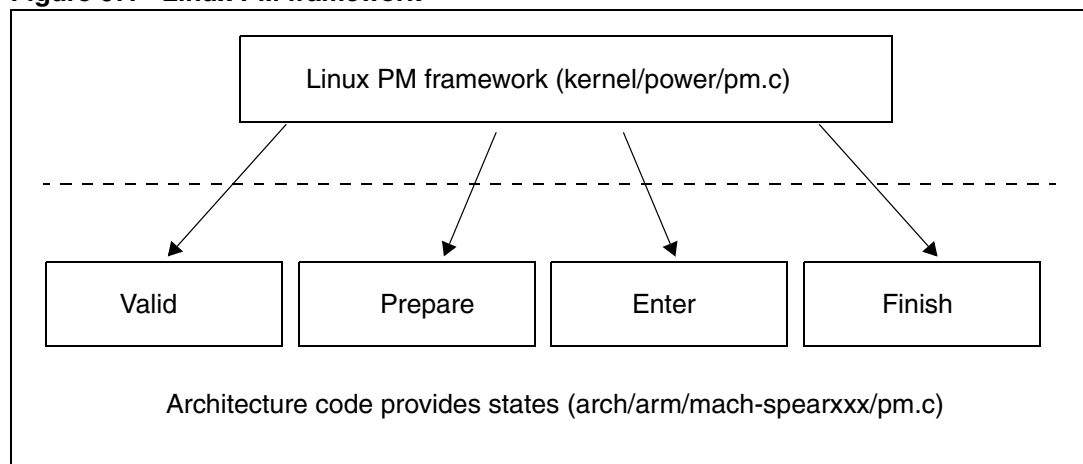 Figure Linux PM framework
Linux PM framework (kernel/power/pm.c)
Valid
Prepare
Enter
Finish
Architecture code provides states (arch/arm/mach-spearxxx/pm.c)